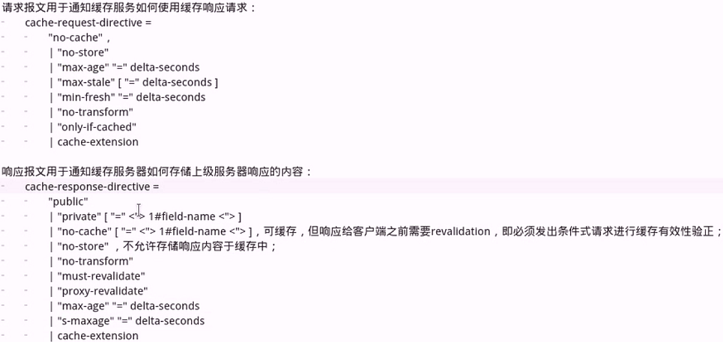 请求报文用于通知缓存服务如何使用缓存响应请求：
cache-request-directive =
"no-cache" ,
| "no-store"
| "max-age" "=" delta-seconds
| "max-stale" [ "=" delta-seconds ]
| "min-fresh" "=" delta-seconds
| "no-transform"
| "only-if-cached"
| cache-extension
响应报文用于通知缓存服务器如何存储上级服务器响应的内容：
cache-response-directive =
"public"
| "private" [ "=" <"> 1#field-name <"> ]
| "no-cache" [ "=" <"> 1#field-name <"> ]，可缓存，但响应给客户端之前需要revalidation，即必须发出条件式请求进行缓存有效性验正；
| "no-store" ，不允许存储响应内容于缓存中；
| "no-transform"
| "must-revalidate"
| "proxy-revalidate"
| "max-age" "=" delta-seconds
| "s-maxage" "=" delta-seconds
| cache-extension